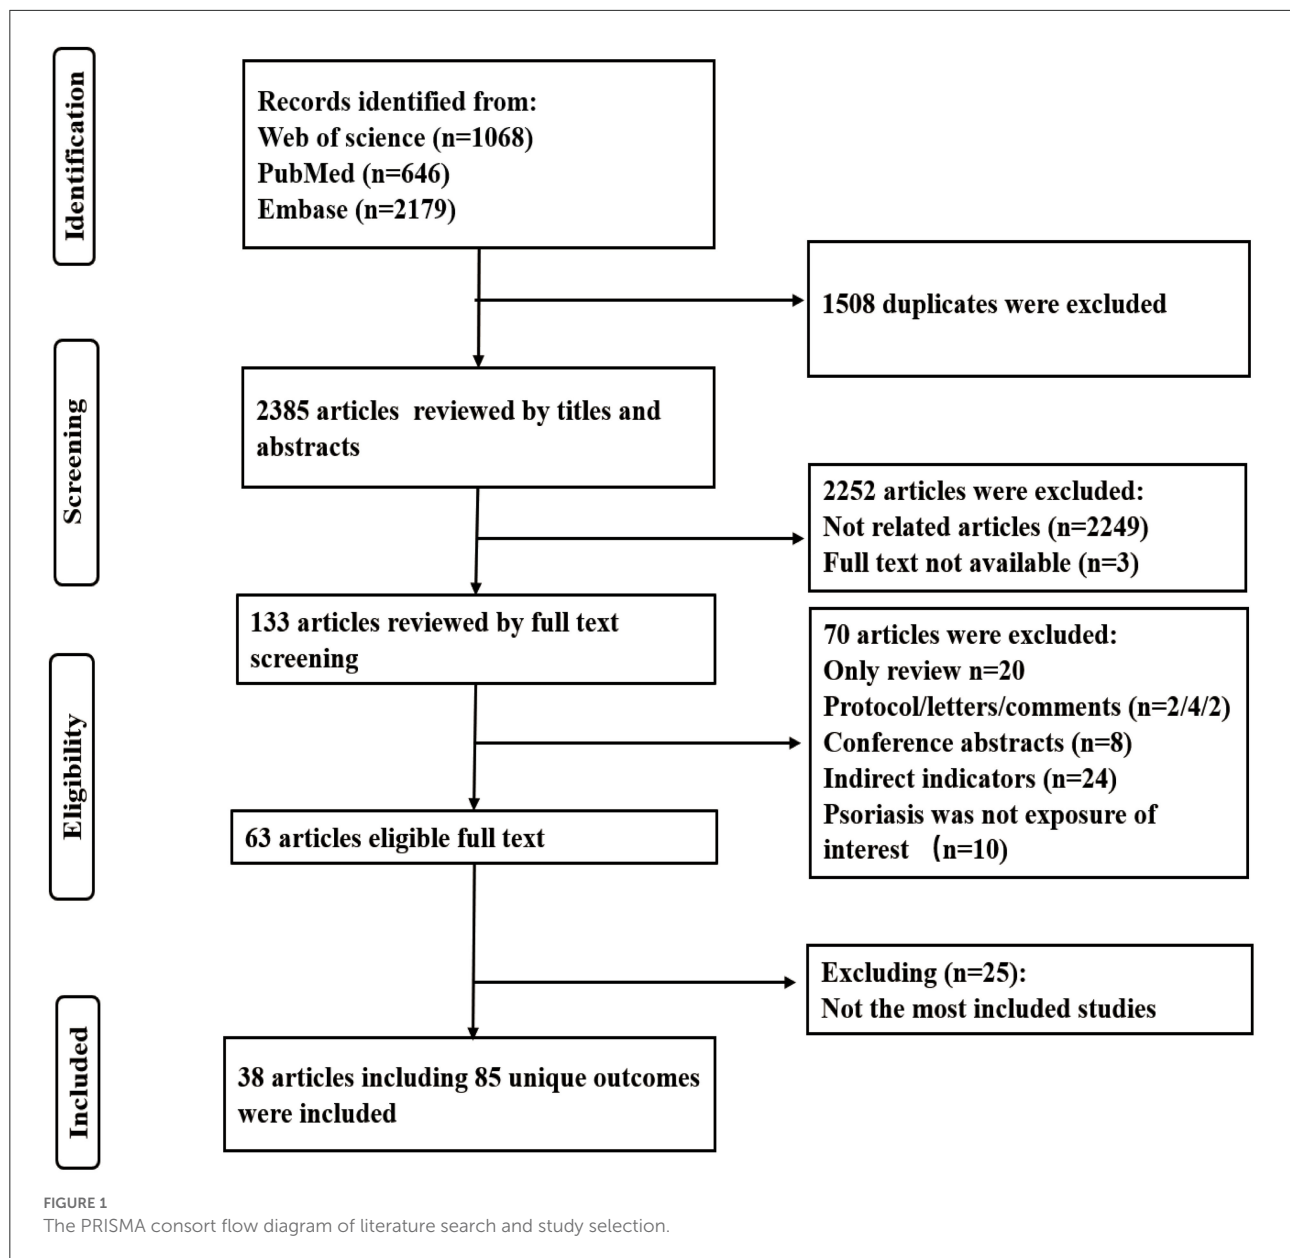 Identification
Records identified from:
Web of science (n=1068)
PubMed (n=646)
Embase (n=2179)
1508 duplicates were excluded
Screening
2385 articles reviewed by titles and
abstracts
2252 articles were excluded:
Not related articles (n=2249)
Full text not available (n=3)
133 articles reviewed by full text
screening
Eligibility
70 articles were excluded:
Only review n=20
Protocol/letters/comments (n=2/4/2)
Conference abstracts (n=8)
Indirect indicators (n=24)
Psoriasis was not exposure of
interest (n=10)
63 articles eligible full text
Excluding (n=25):
Not the most included studies
Included
38 articles including 85 unique outcomes
were included
FIGURE 1
The PRISMA consort flow diagram of literature search and study selection.